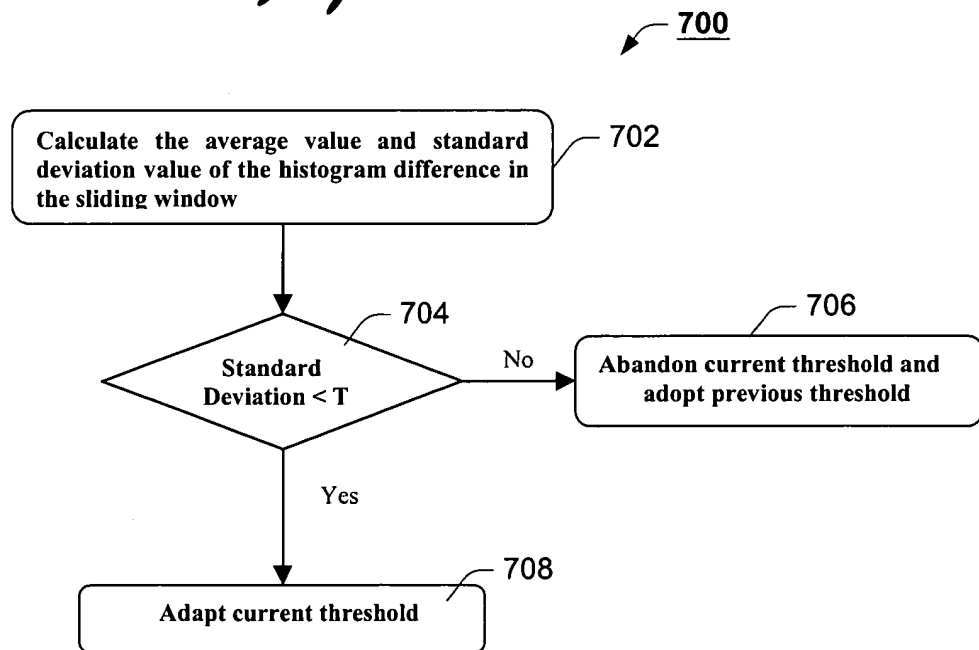 700
Calculate the average value and standard
deviation value of the histogram difference in
the sliding window
702
704
Standard
Deviation < T
No
706
Abandon current threshold and
adopt previous threshold
Yes
708
Adapt current threshold